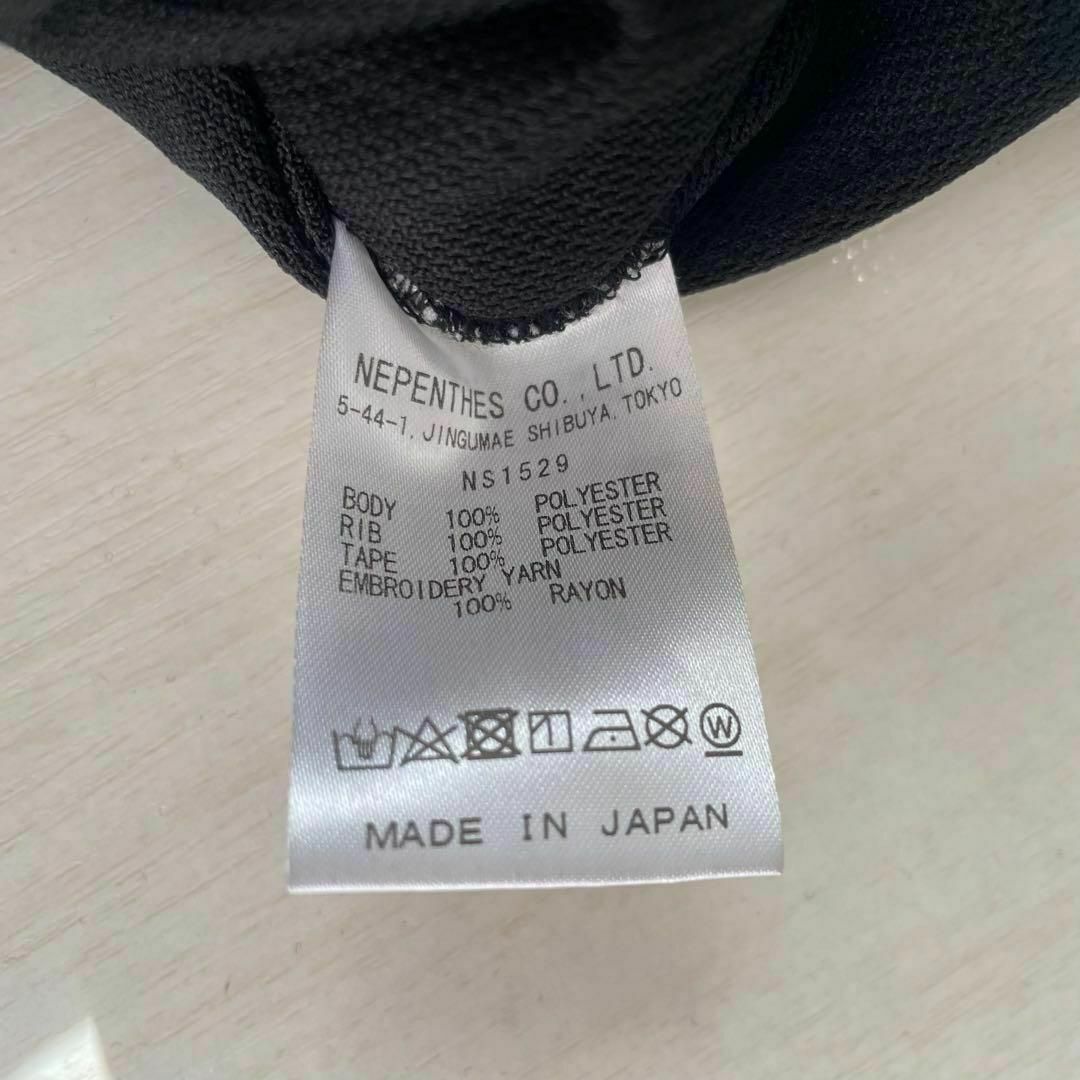 NEPENTHES CO.,LTD.
5-44-1, JINGUMAE SHIBUYA, TOKYO
NS1529
BODY 100% POLYESTER
RIB 100% POLYESTER
TAPE 100% POLYESTER
EMBROIDERY YARN
100% RAYON
W
MADE IN JAPAN